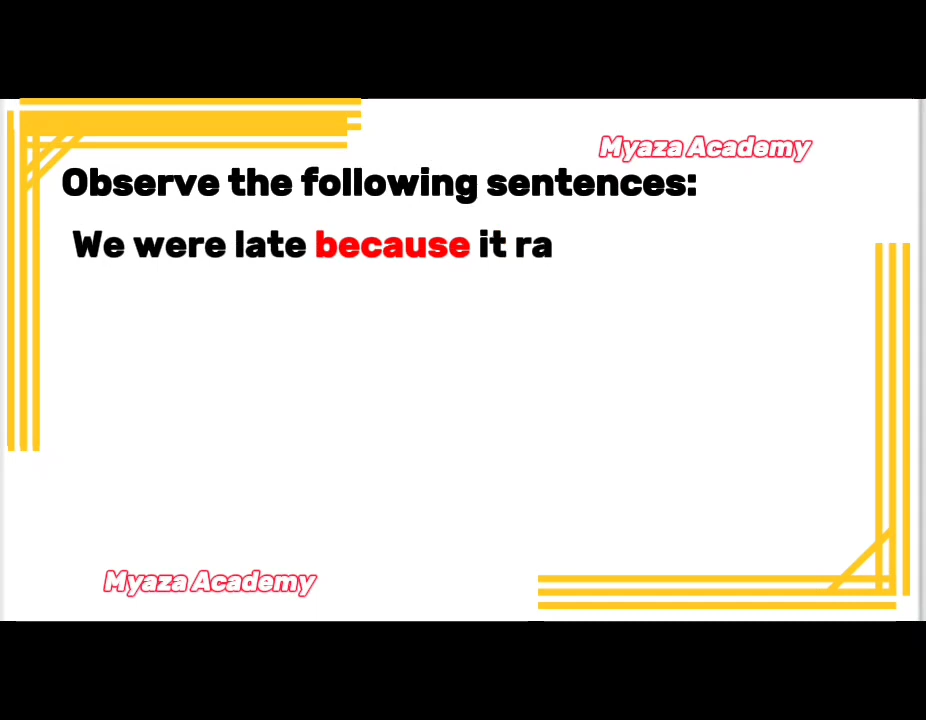 Myaza Academy
Observe the following sentences:
We were late because it ra
Myaza Academy